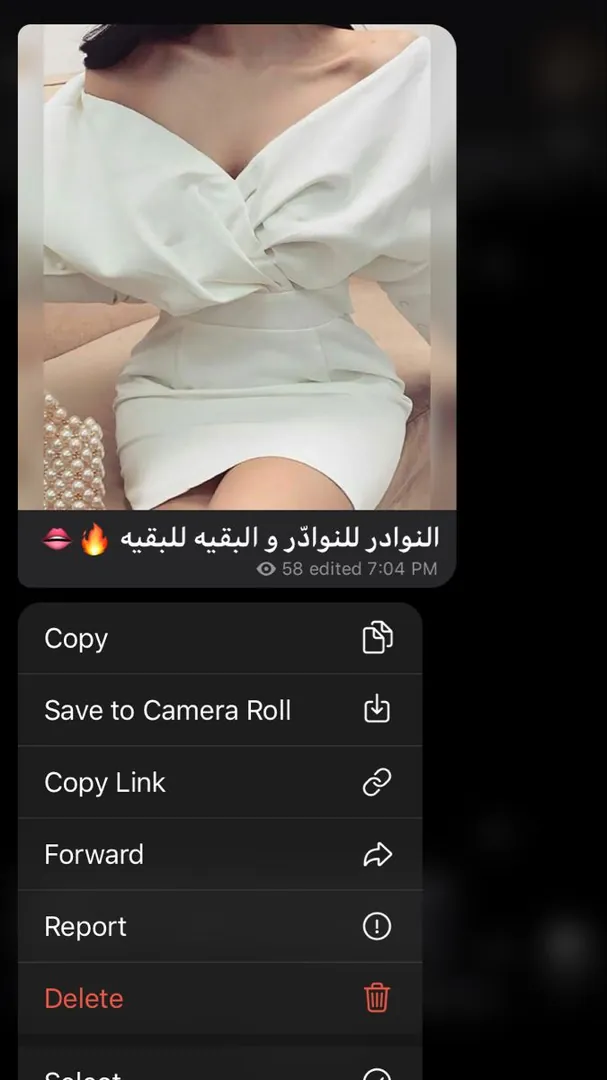 النوادر للنوادّر و البقيه للبقيه 🔥 🫦
58 edited 7:04 PM
Copy
Save to Camera Roll
Copy Link
Forward
Report
Delete
Select